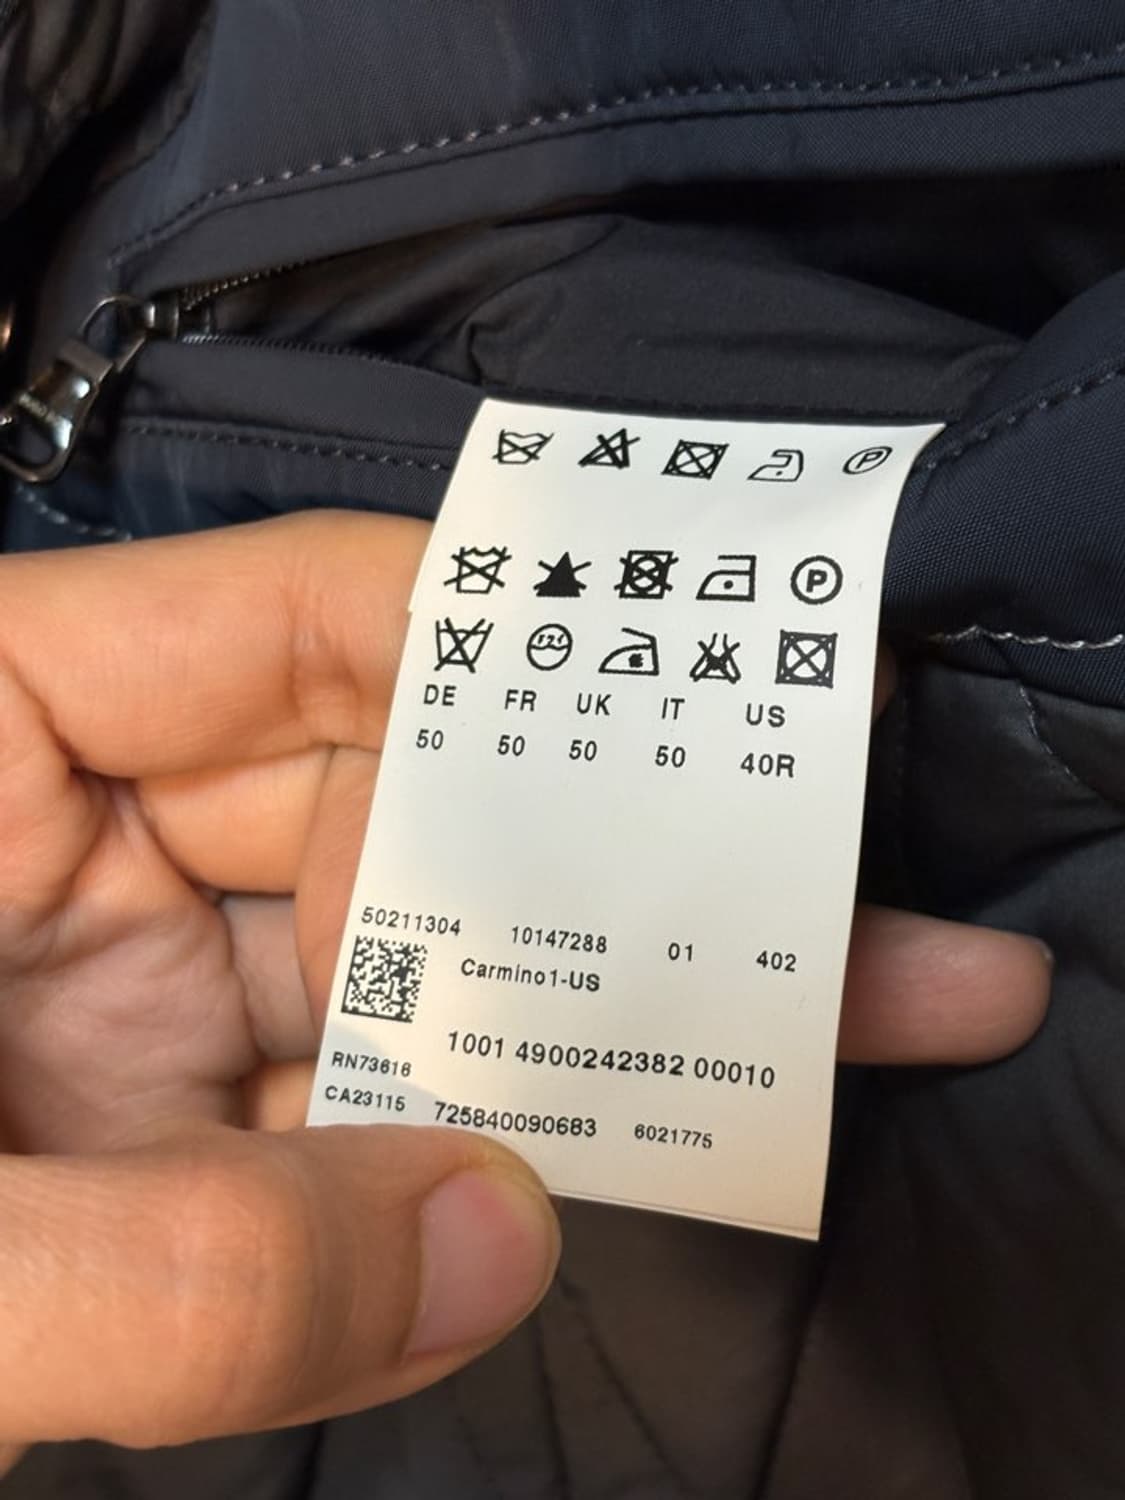 P
P
DE FR UK IT US
50 50 50 50 40R
50211304 10147288 01 402
Carmino1-US
1001 4900242382 00010
RN73616
CA23115 725840090683 6021775